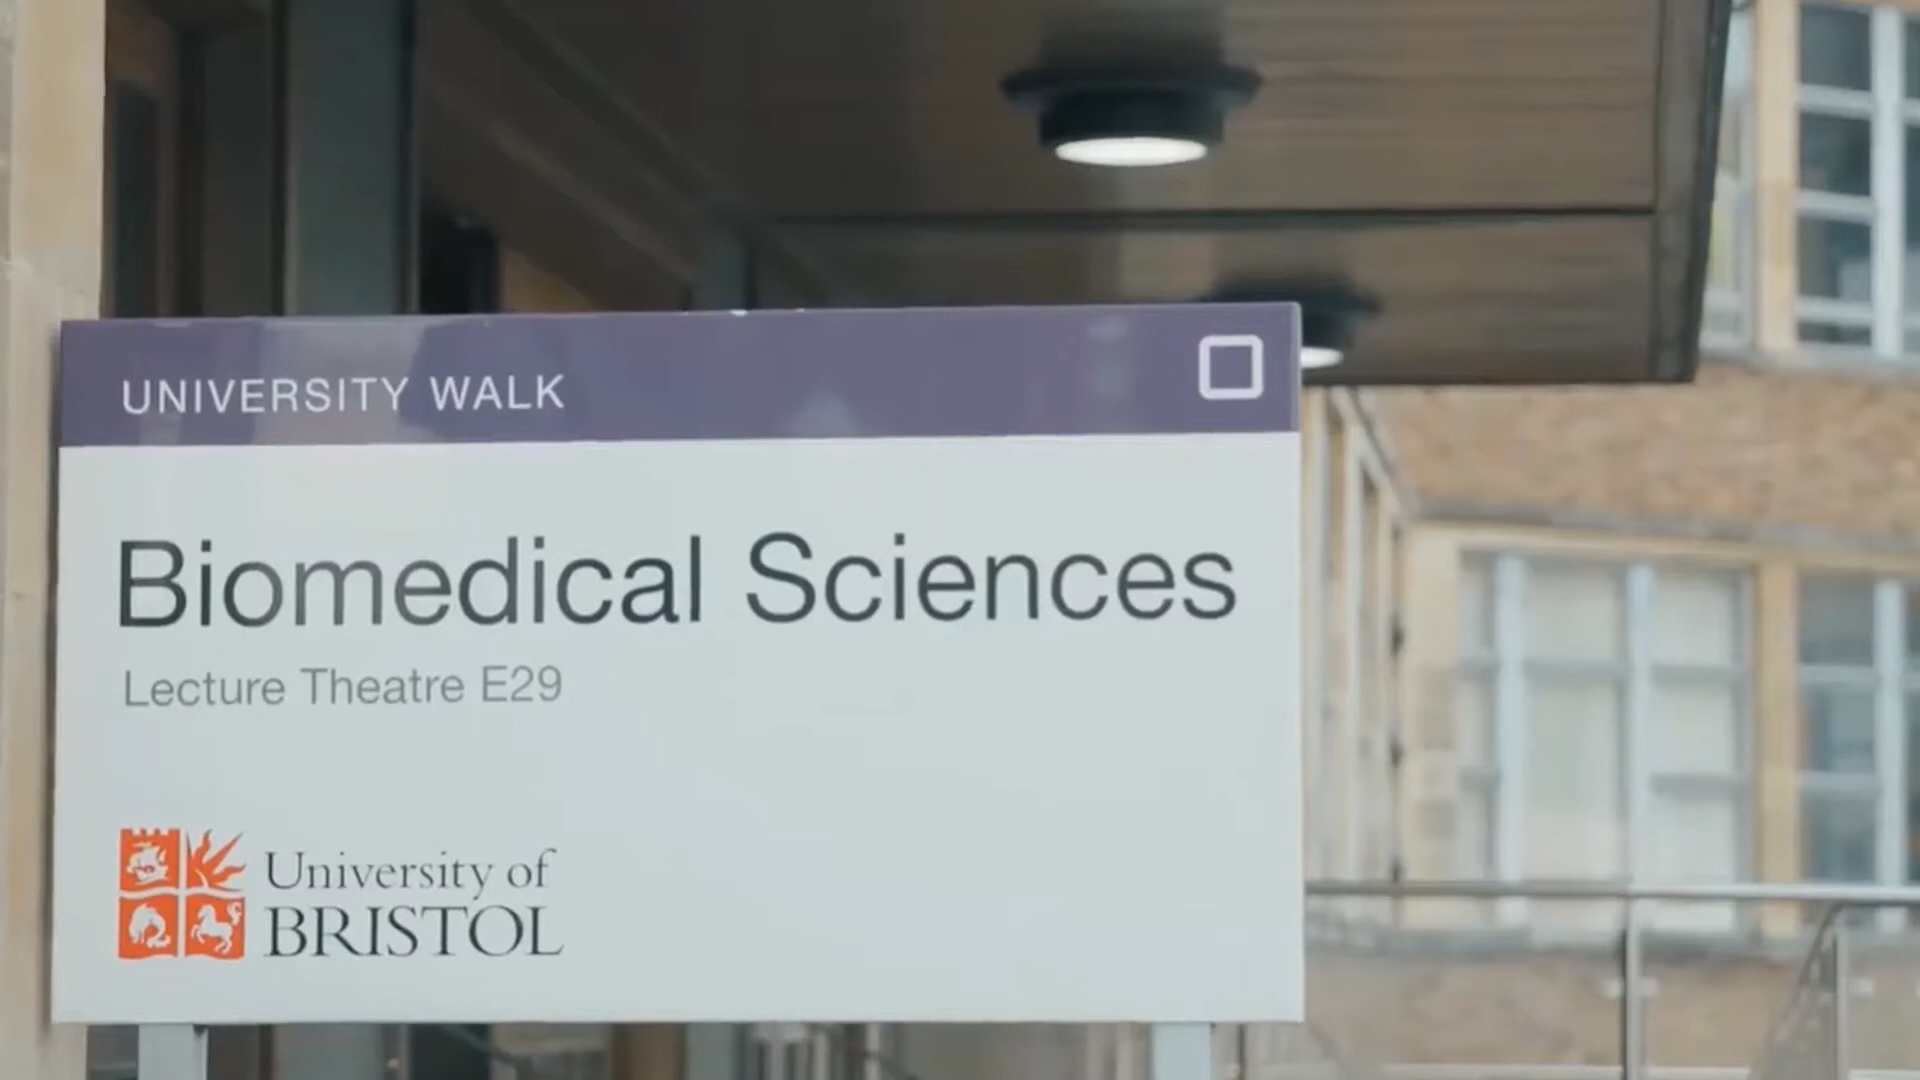 UNIVERSITY WALK
Biomedical Sciences
Lecture Theatre E29
University of
BRISTOL